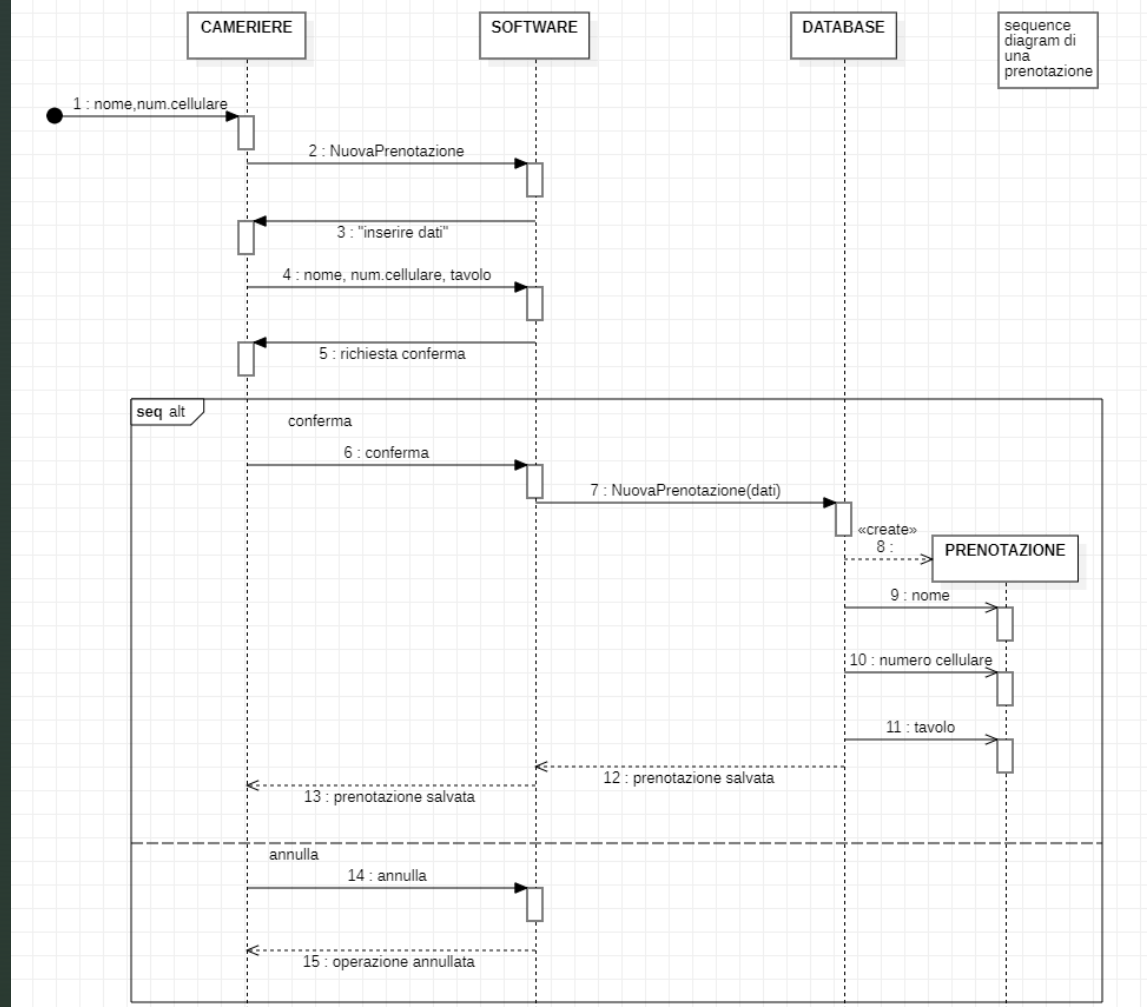 CAMERIERE
SOFTWARE
DATABASE
sequence
diagram di
una
prenotazione
1 : nome,num.cellulare
2 : NuovaPrenotazione
3 : "inserire dati"
4 : nome, num.cellulare, tavolo
5 : richiesta conferma
seq alt
conferma
6 : conferma
7 : NuovaPrenotazione(dati)
«create»
8 :
PRENOTAZIONE
9 : nome
10 : numero cellulare
11 : tavolo
12 : prenotazione salvata
13 : prenotazione salvata
annulla
14 : annulla
15 : operazione annullata